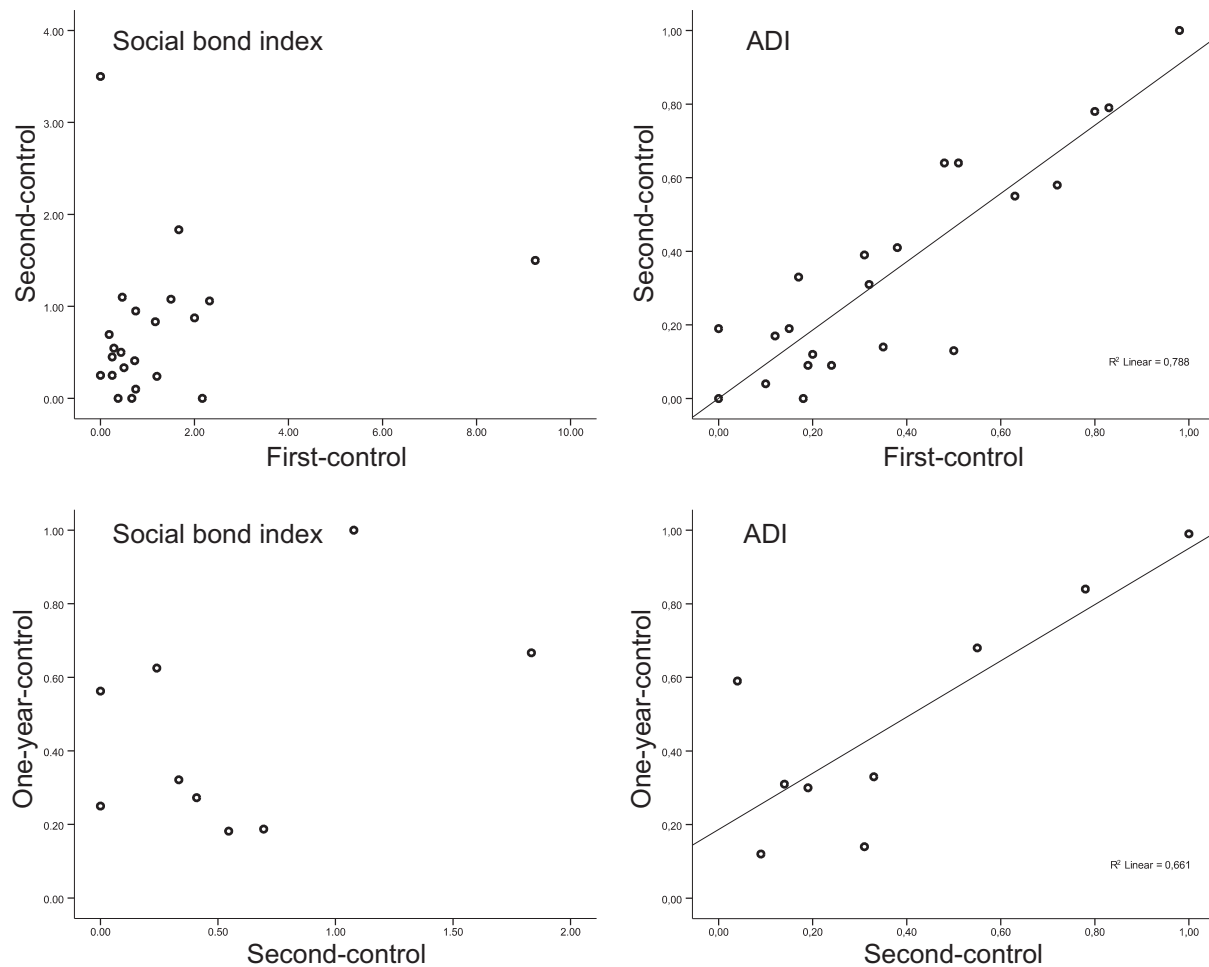 Social bond index
4.00
3.00
2.00
1.00
0.00
Second-control
0.00 2.00 4.00 6.00 8.00 10.00
First-control
ADI
1,00
0,80
0,60
0,40
0,20
0,00
Second-control
R² Linear = 0,788
0,00 0,20 0,40 0,60 0,80 1,00
First-control
Social bond index
1.00
0.80
0.60
0.40
0.20
0.00
One-year-control
0.00 0.50 1.00 1.50 2.00
Second-control
ADI
1,00
0,80
0,60
0,40
0,20
0,00
One-year-control
R² Linear = 0,661
0,00 0,20 0,40 0,60 0,80 1,00
Second-control